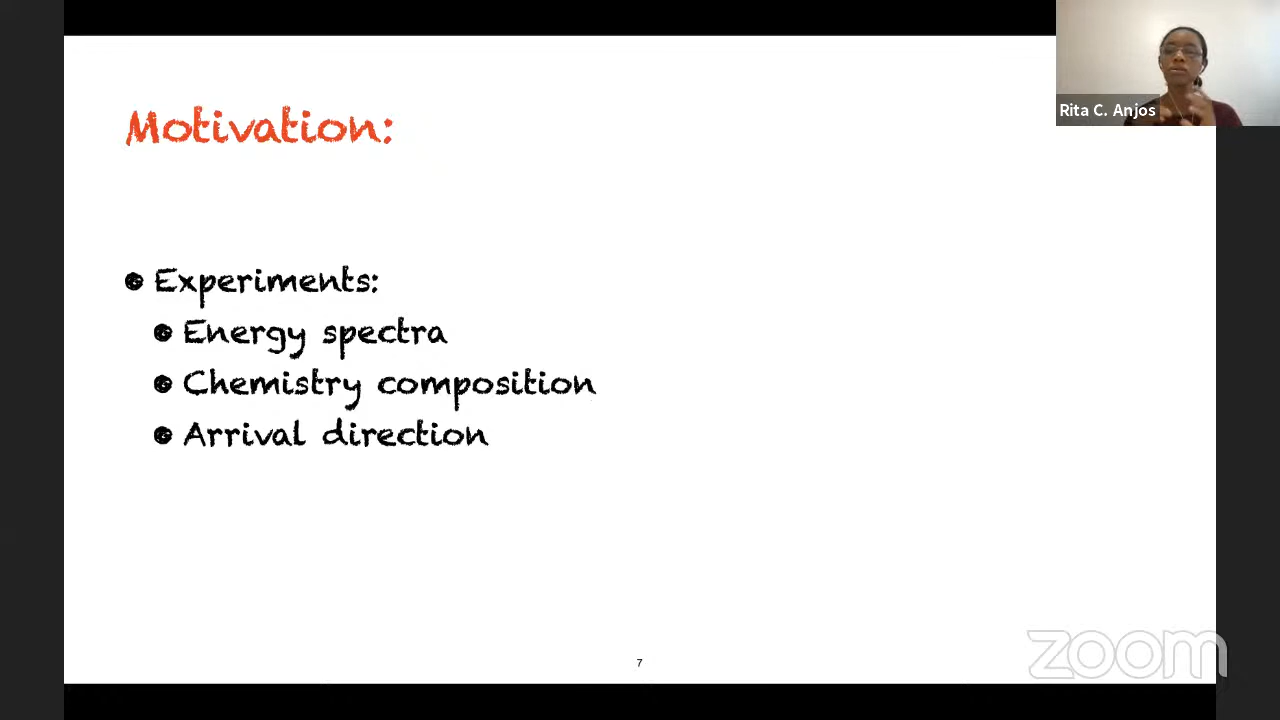 Motivation:
Rita C. Anjos
Experiments:
Energy spectra
Chemistry composition
Arrival direction
7
zoom